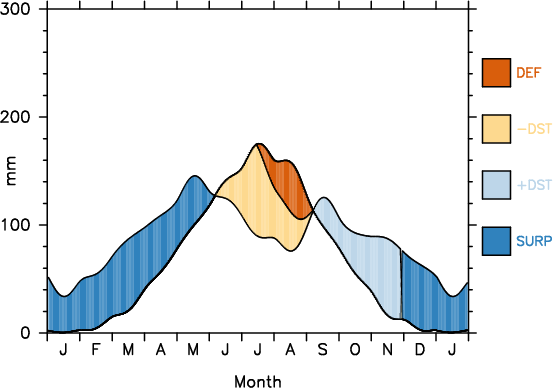 300
DEF
200
−DST
mm
+DST
100
SURP
0
J F M A M J J A S O N D J
Month